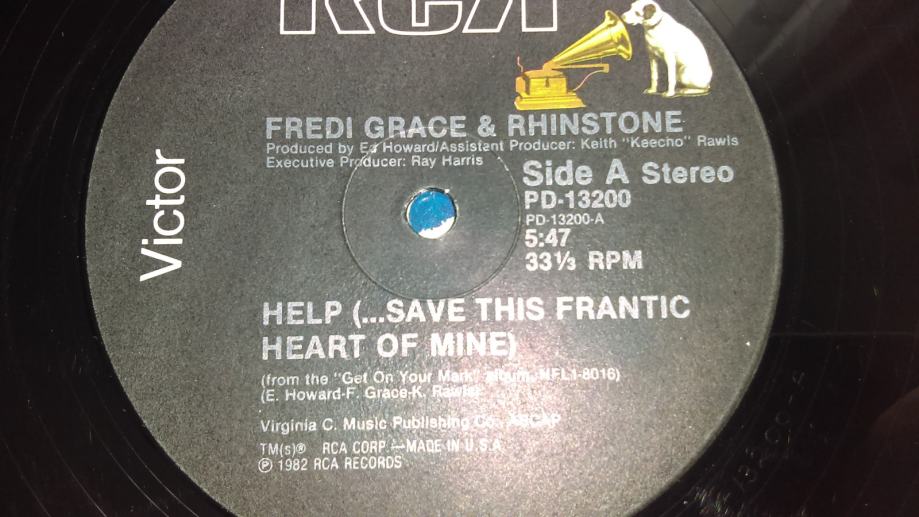 RCA
Victor
FREDI GRACE & RHINSTONE
Produced by Ed Howard/Assistant Producer: Keith "Keecho" Rawls
Executive Producer: Ray Harris
Side A Stereo
PD-13200
PD-13200-A
5:47
33⅓ RPM
HELP (...SAVE THIS FRANTIC
HEART OF MINE)
(from the "Get On Your Mark" album, NFL1-8016)
(E. Howard-F. Grace-K. Rawls)
Virginia C. Music Publishing Co., ASCAP
TM(s)® RCA CORP.—MADE IN U.S.A.
℗ 1982 RCA RECORDS